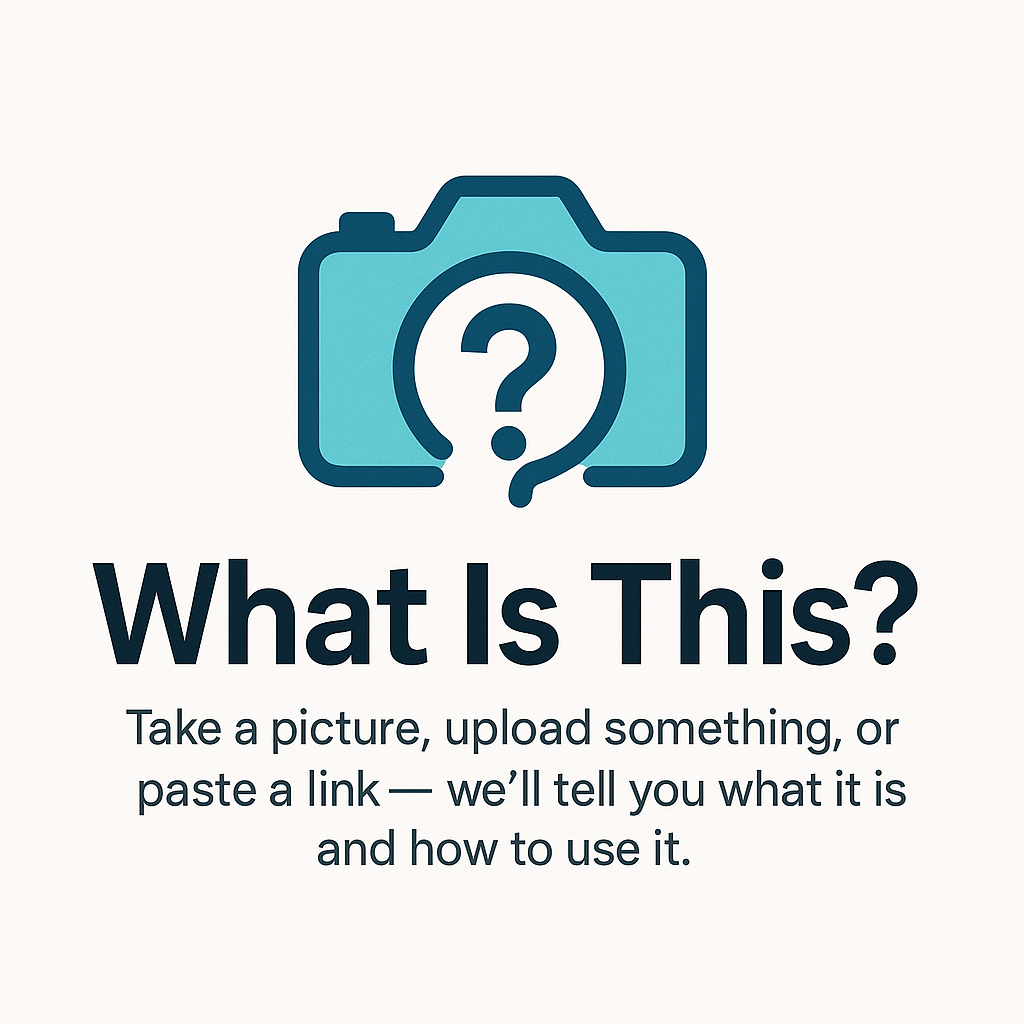 ?
What Is This?
Take a picture, upload something, or
paste a link — we’ll tell you what it is
and how to use it.